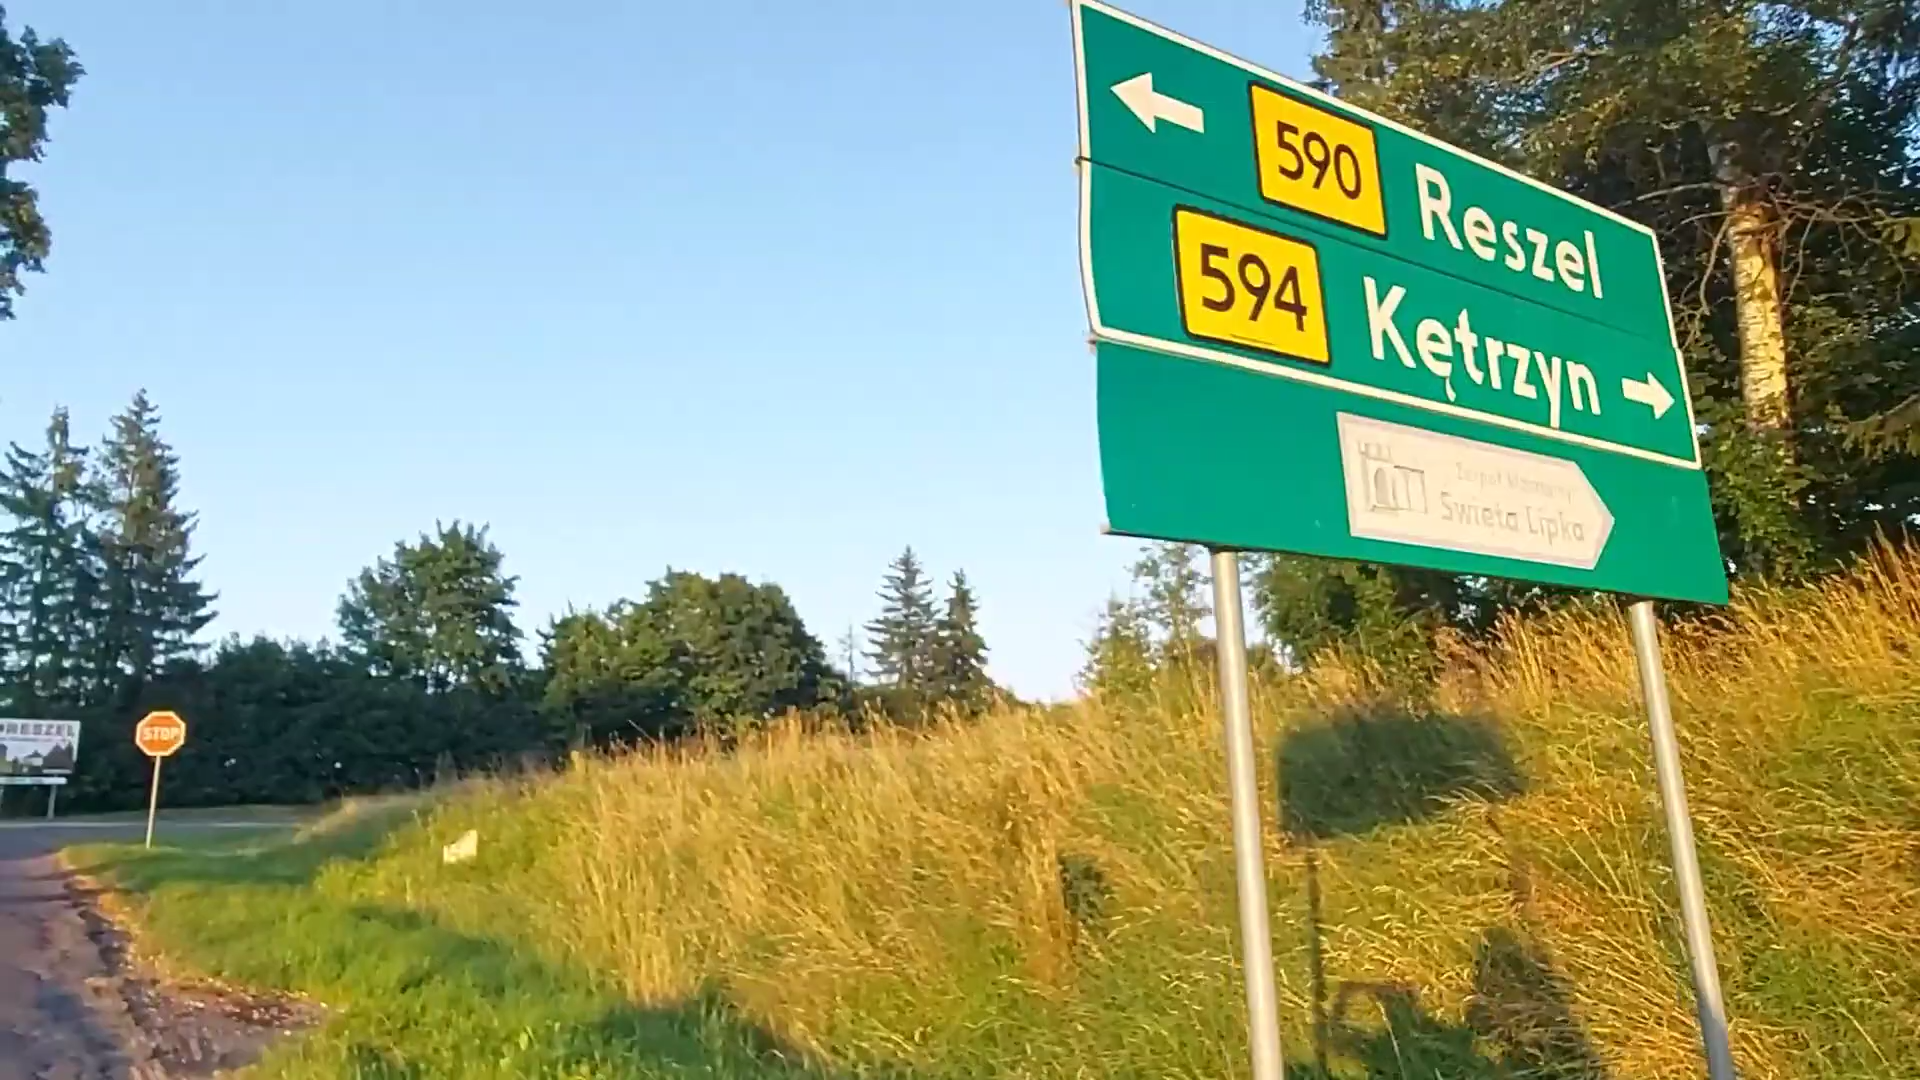 590 Reszel
594 Kętrzyn
Święta Lipka
STOP
RESZEL